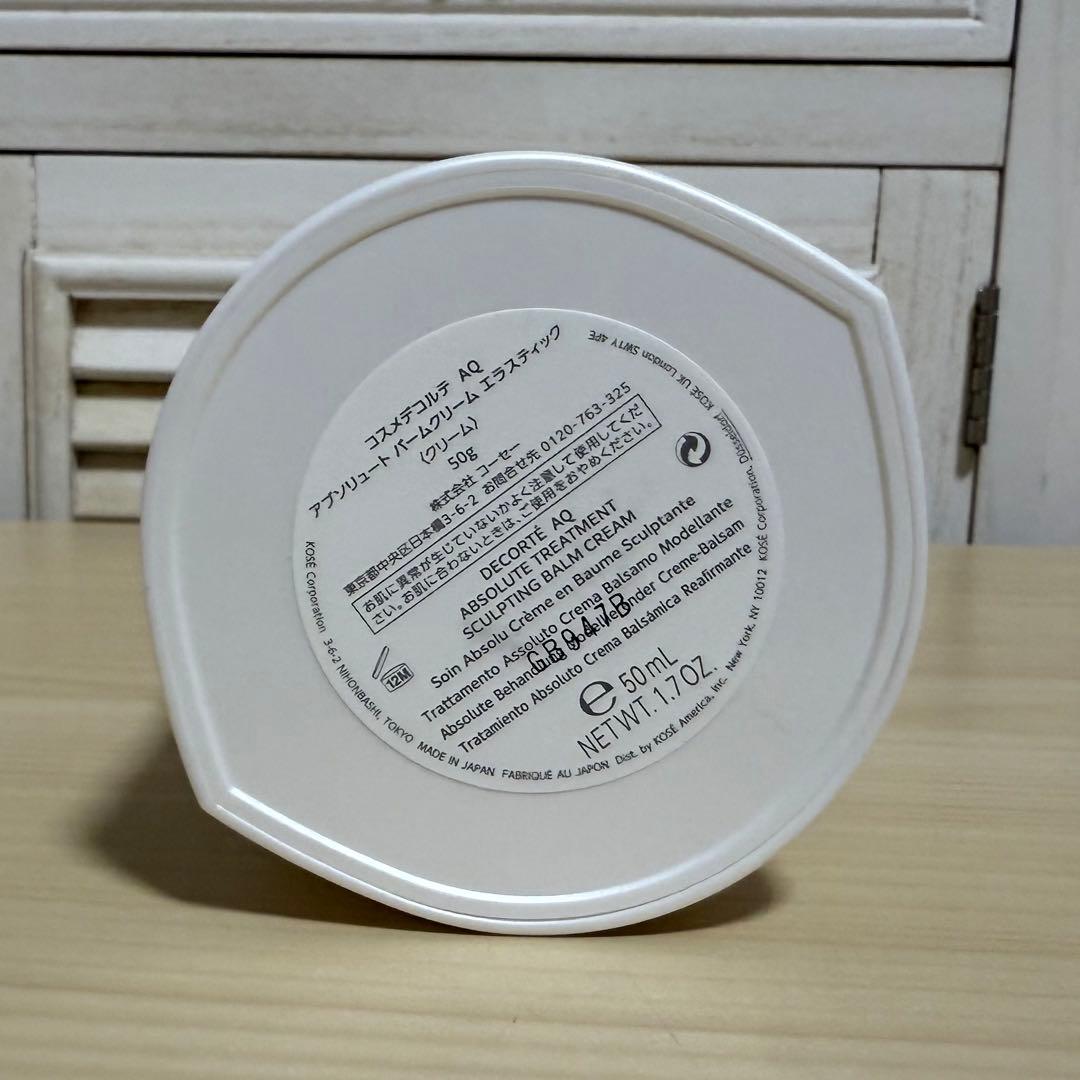 コスメデコルテ AQ
アブソリュート バームクリーム エラスティック
〈クリーム〉
50g
株式会社 コーセー
東京都中央区日本橋3-6-2 お問合せ先 0120-763-325
お肌に異常が生じていないかよく注意して使用してくだ
さい。お肌に合わないときは、ご使用をおやめください。
DECORTÉ AQ
ABSOLUTE TREATMENT
SCULPTING BALM CREAM
Soin Absolu Crème en Baume Sculptante
Trattamento Assoluto Crema Balsamo Modellante
Absolute Behandlung Modellierender Creme-Balsam
Tratamiento Absoluto Crema Balsámica Reafirmante
GB947B
12M
e 50mL
NETWT. 1.7 OZ.
KOSÉ Corporation 3-6-2 NIHONBASHI, TOKYO MADE IN JAPAN FABRIQUÉ AU JAPON Dist. by KOSÉ America, Inc. New York, NY 10012 KOSÉ Corporation, Düsseldorf KOSÉ UK London SW1Y 4PE